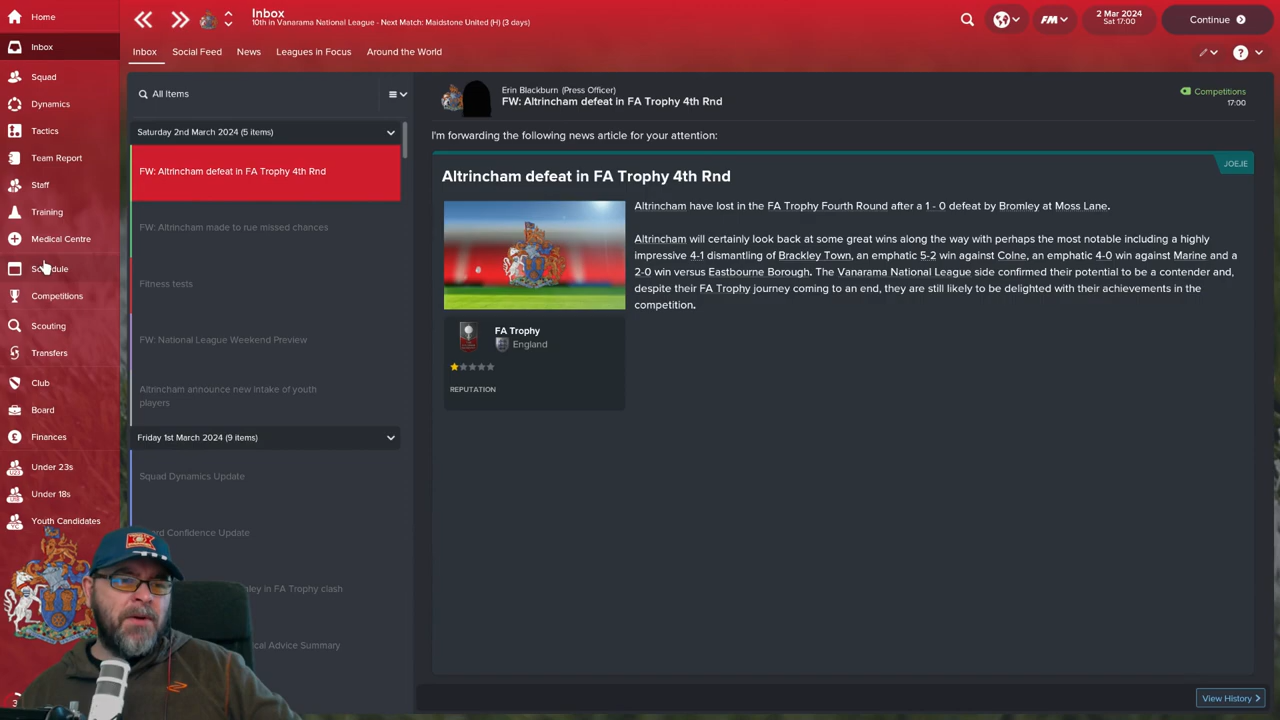 Home
Inbox
Squad
Dynamics
Tactics
Team Report
Staff
Training
Medical Centre
Schedule
Competitions
Scouting
Transfers
Club
Board
Finances
Under 23s
Under 18s
Youth Candidates
Inbox
10th in Vanarama National League - Next Match: Maidstone United (H) (3 days)
FM
2 Mar 2024
Sat 17:00
Continue
Inbox
Social Feed
News
Leagues in Focus
Around the World
?
All Items
Saturday 2nd March 2024 (5 items)
FW: Altrincham defeat in FA Trophy 4th Rnd
FW: Altrincham made to rue missed chances
Fitness tests
FW: National League Weekend Preview
Altrincham announce new intake of youth
players
Friday 1st March 2024 (9 items)
Squad Dynamics Update
Confidence Update
in FA Trophy clash
Advice Summary
Erin Blackburn (Press Officer)
FW: Altrincham defeat in FA Trophy 4th Rnd
Competitions
17:00
I'm forwarding the following news article for your attention:
JOEJE
Altrincham defeat in FA Trophy 4th Rnd
Altrincham have lost in the FA Trophy Fourth Round after a 1 - 0 defeat by Bromley at Moss Lane.
Altrincham will certainly look back at some great wins along the way with perhaps the most notable including a highly
impressive 4-1 dismantling of Brackley Town, an emphatic 5-2 win against Colne, an emphatic 4-0 win against Marine and a
2-0 win versus Eastbourne Borough. The Vanarama National League side confirmed their potential to be a contender and,
despite their FA Trophy journey coming to an end, they are still likely to be delighted with their achievements in the
competition.
FA Trophy
England
REPUTATION
View History